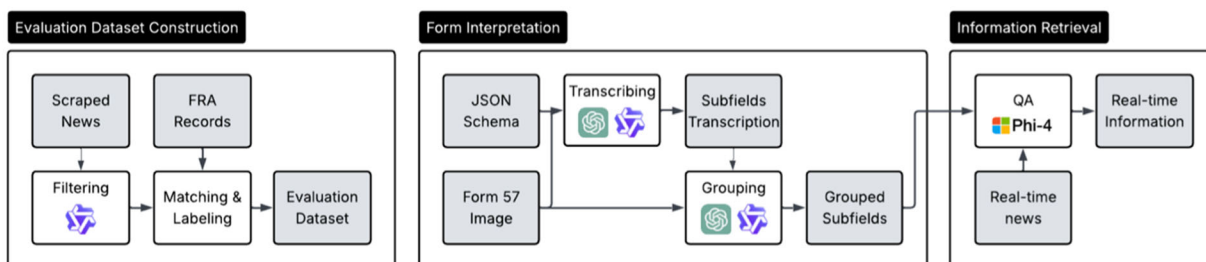 Evaluation Dataset Construction
Scraped
News
FRA
Records
Filtering
Matching &
Labeling
Evaluation
Dataset
Form Interpretation
JSON
Schema
Transcribing
Subfields
Transcription
Form 57
Image
Grouping
Grouped
Subfields
Information Retrieval
QA
Phi-4
Real-time
Information
Real-time
news